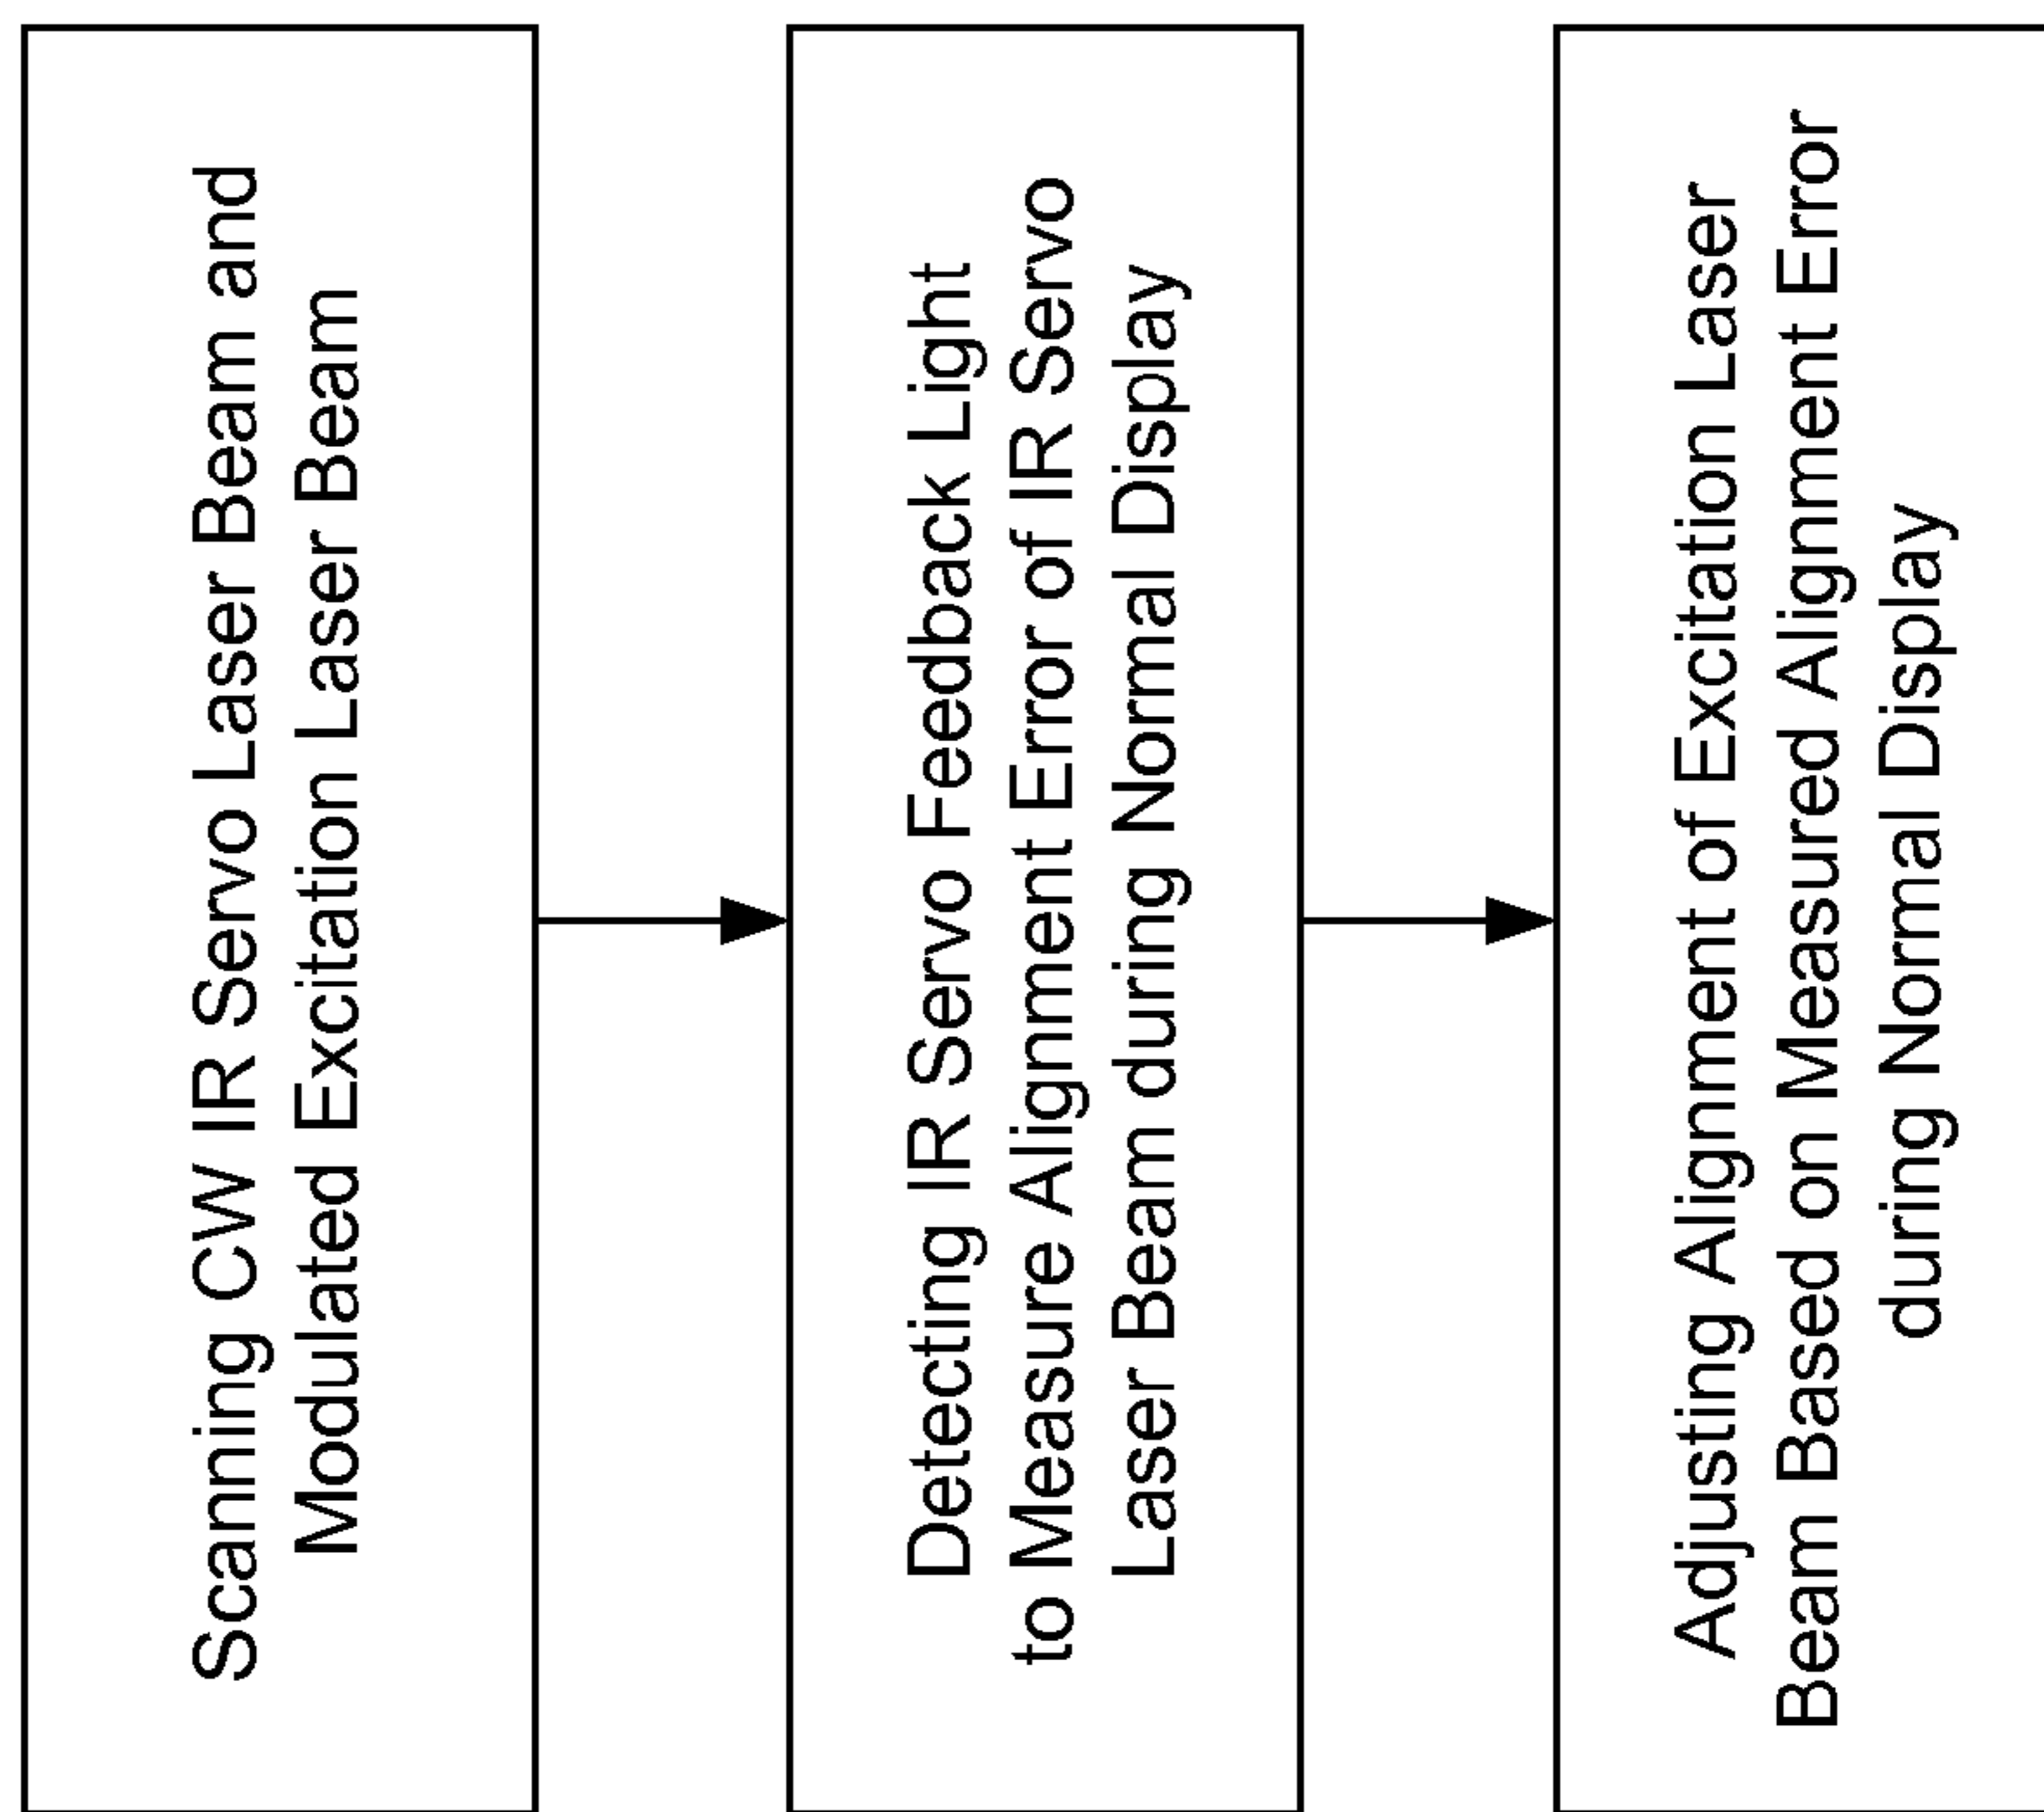 Scanning CW IR Servo Laser Beam and
Modulated Excitation Laser Beam
Detecting IR Servo Feedback Light
to Measure Alignment Error of IR Servo
Laser Beam during Normal Display
Adjusting Alignment of Excitation Laser
Beam Based on Measured Alignment Error
during Normal Display